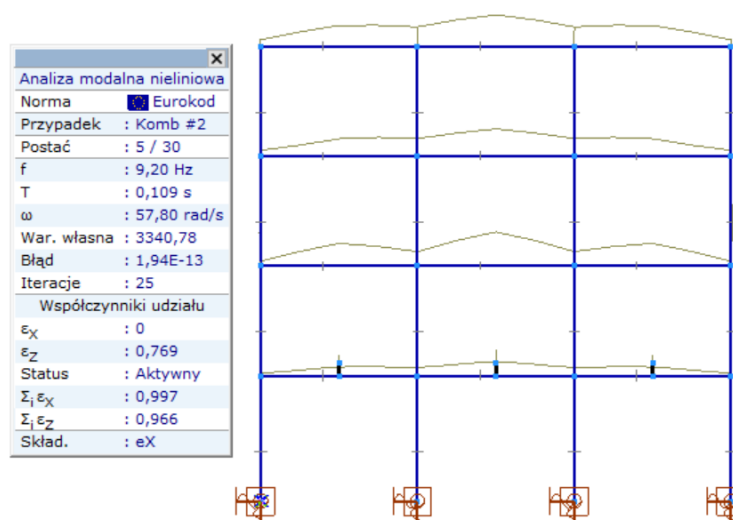 Analiza modalna nieliniowa
Norma Eurokod
Przypadek : Komb #2
Postać : 5 / 30
f : 9,20 Hz
T : 0,109 s
ω : 57,80 rad/s
War. własna : 3340,78
Błąd : 1,94E-13
Iteracje : 25
Współczynniki udziału
εX : 0
εZ : 0,769
Status : Aktywny
Σi εX : 0,997
Σi εZ : 0,966
Skład. : eX